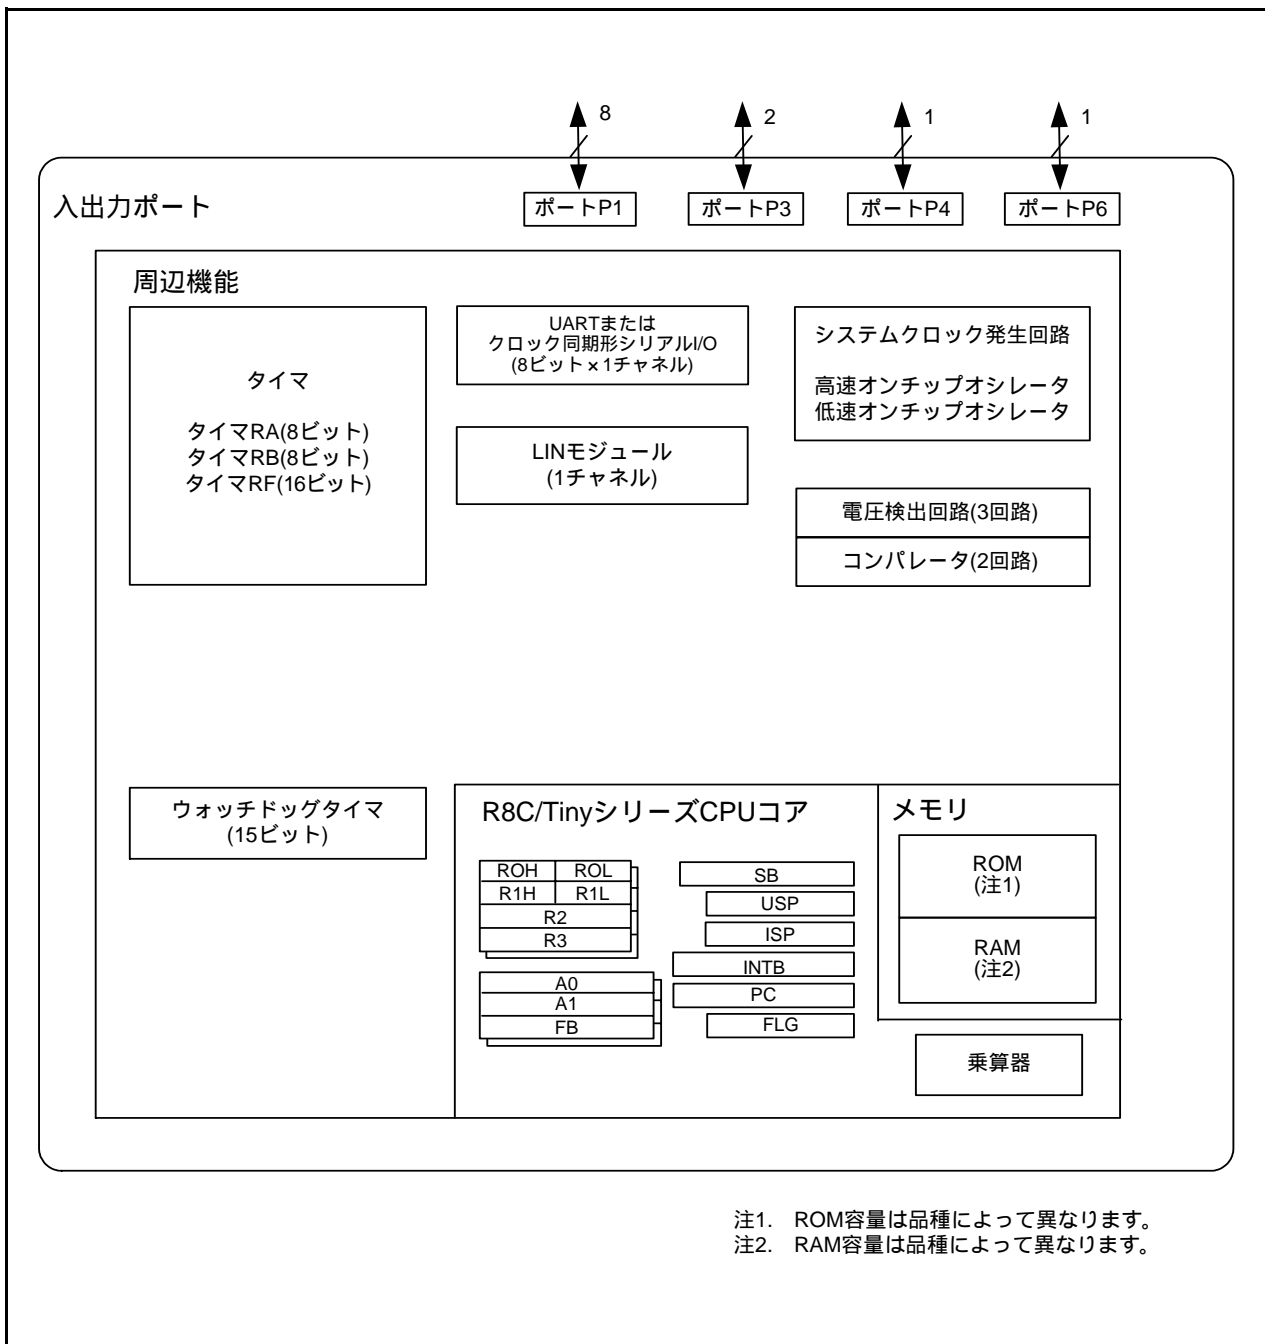 8
2
1
1
入出力ポート
ポートP1
ポートP3
ポートP4
ポートP6
周辺機能
タイマ
タイマRA(8ビット)
タイマRB(8ビット)
タイマRF(16ビット)
UARTまたは
クロック同期形シリアルI/O
(8ビット×1チャネル)
LINモジュール
(1チャネル)
システムクロック発生回路
高速オンチップオシレータ
低速オンチップオシレータ
電圧検出回路(3回路)
コンパレータ(2回路)
ウォッチドッグタイマ
(15ビット)
R8C/TinyシリーズCPUコア
ROH ROL
R1H R1L
R2
R3
A0
A1
FB
SB
USP
ISP
INTB
PC
FLG
メモリ
ROM
(注1)
RAM
(注2)
乗算器
注1. ROM容量は品種によって異なります。
注2. RAM容量は品種によって異なります。